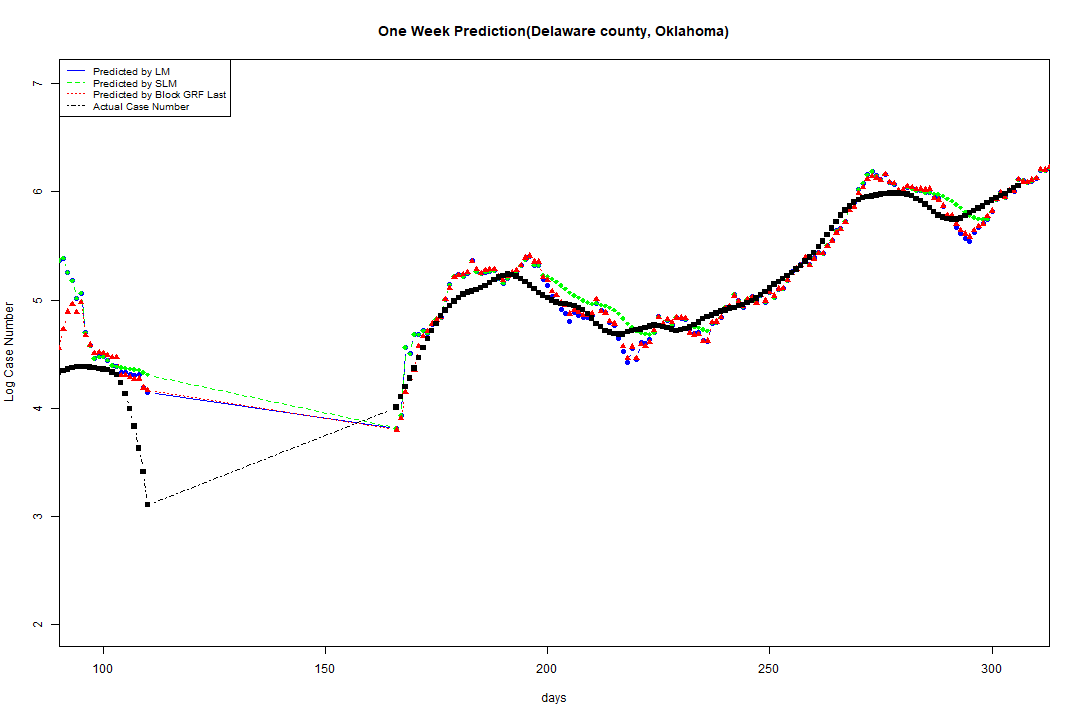 One Week Prediction(Delaware county, Oklahoma)
Predicted by LM
Predicted by SLM
Predicted by Block GRF Last
Actual Case Number
7
6
5
4
3
2
Log Case Number
100 150 200 250 300
days